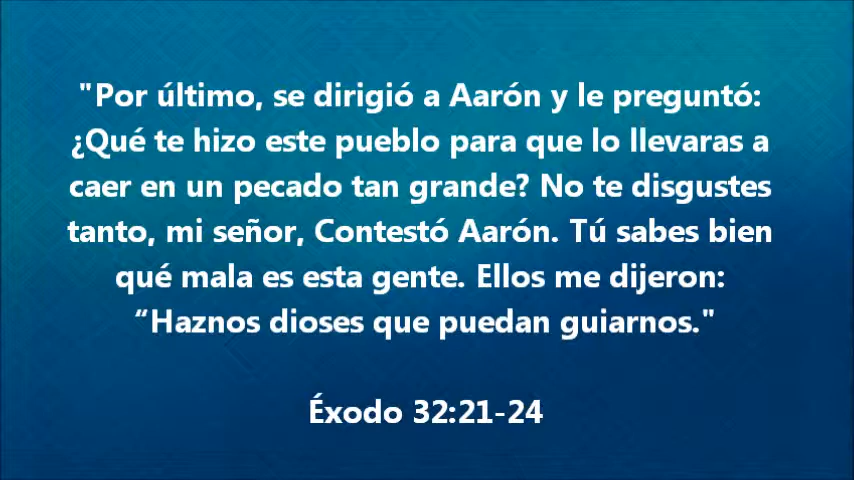 "Por último, se dirigió a Aarón y le preguntó:
¿Qué te hizo este pueblo para que lo llevaras a
caer en un pecado tan grande? No te disgustes
tanto, mi señor, Contestó Aarón. Tú sabes bien
qué mala es esta gente. Ellos me dijeron:
“Haznos dioses que puedan guiarnos."
Éxodo 32:21-24